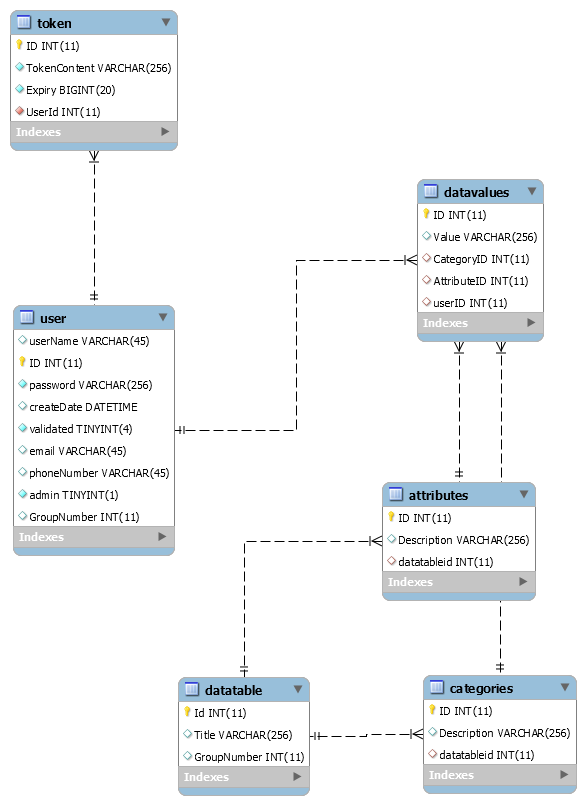 token
ID INT(11)
TokenContent VARCHAR(256)
Expiry BIGINT(20)
UserId INT(11)
Indexes
datavalues
ID INT(11)
Value VARCHAR(256)
CategoryID INT(11)
AttributeID INT(11)
userID INT(11)
Indexes
user
userName VARCHAR(45)
ID INT(11)
password VARCHAR(256)
createDate DATETIME
validated TINYINT(4)
email VARCHAR(45)
phoneNumber VARCHAR(45)
admin TINYINT(1)
GroupNumber INT(11)
Indexes
attributes
ID INT(11)
Description VARCHAR(256)
datatableid INT(11)
Indexes
datatable
Id INT(11)
Title VARCHAR(256)
GroupNumber INT(11)
Indexes
categories
ID INT(11)
Description VARCHAR(256)
datatableid INT(11)
Indexes